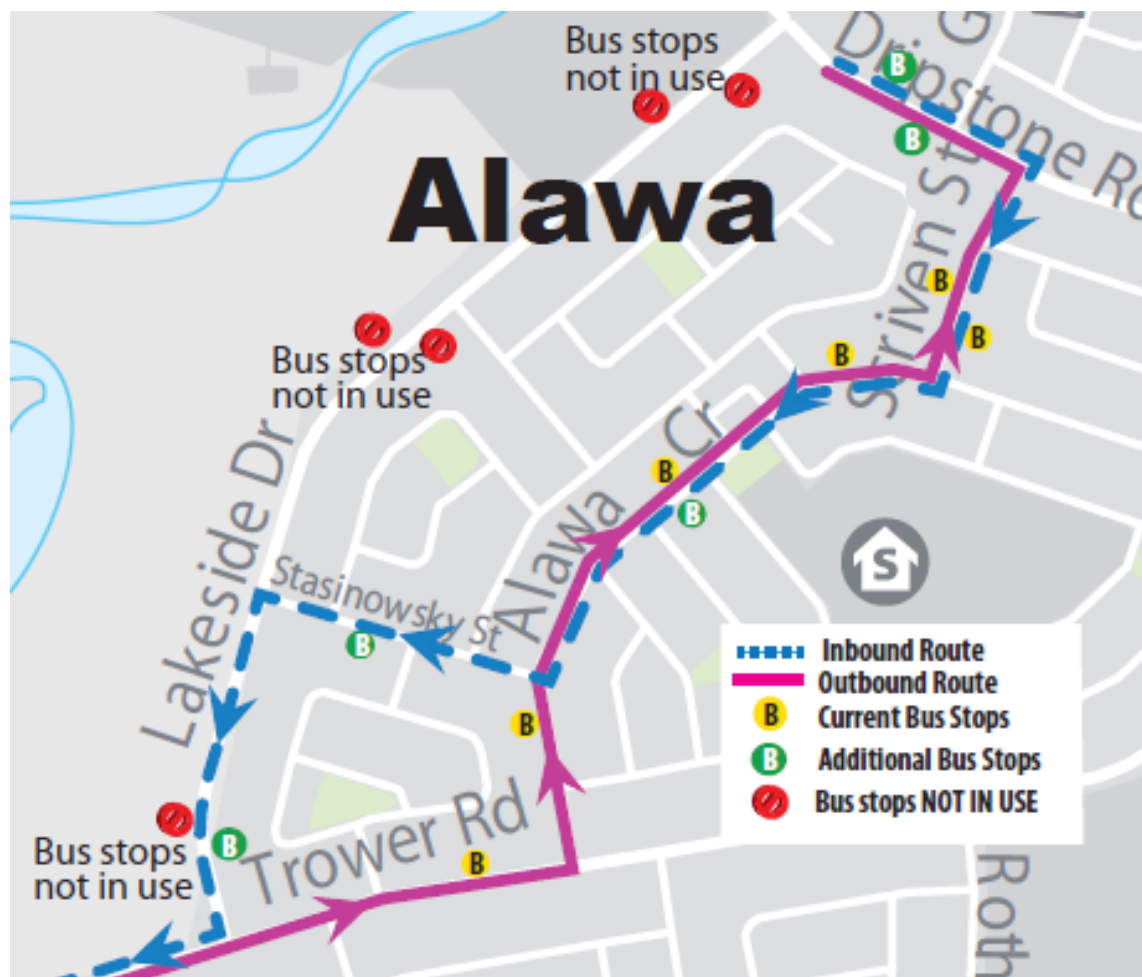 Bus stops
not in use
G
Dripstone Rd
Alawa
Scriven St
Bus stops
not in use
Lakeside Dr
Alawa Cr
Stasinowsky St
S
Inbound Route
Outbound Route
B Current Bus Stops
B Additional Bus Stops
Bus stops NOT IN USE
Trower Rd
Bus stops
not in use
Roth
B
B
B
B
B
B
B
B
B
B
B